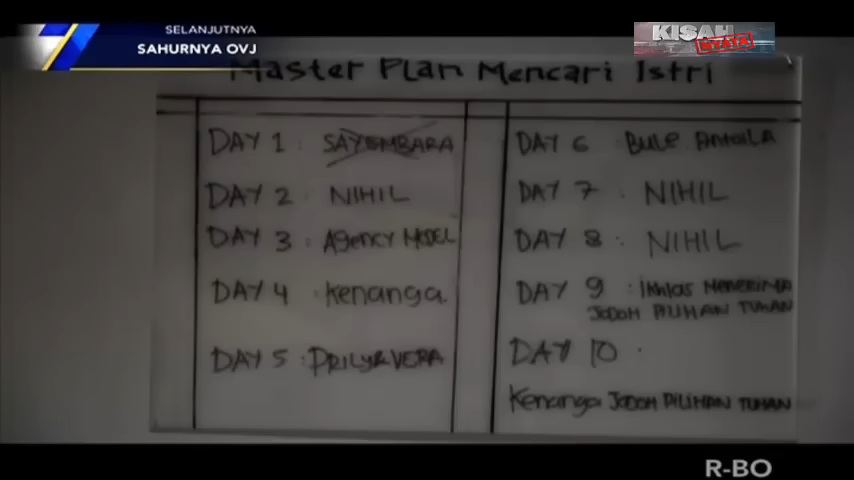 SELANJUTNYA
SAHURNYA OVJ
KISAH
NYATA
Master Plan Mencari Istri
DAY 1 : SAYEMBARA
DAY 2 : NIHIL
DAY 3 : Agency MODEL
DAY 4 : Kenanga
DAY 5 : PRILY & VERA
DAY 6 : Bule
DAY 7 : NIHIL
DAY 8 : NIHIL
DAY 9 : Ikhlas Menerima
JODOH PILIHAN TUHAN
DAY 10 :
Kenanga JODOH PILIHAN TUHAN
R-BO